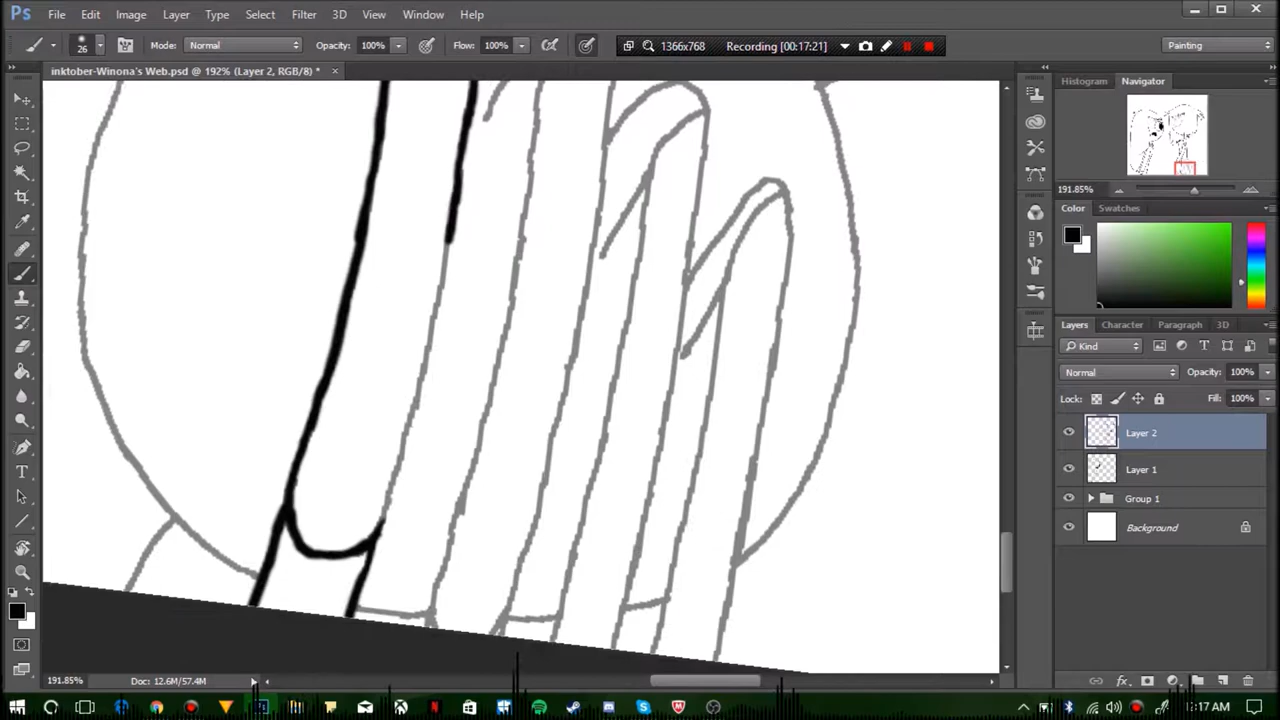 Ps File Edit Image Layer Type Select Filter 3D View Window Help
26 Mode: Normal Opacity: 100% Flow: 100% 1366x768 Recording [00:17:21] Painting
inktober-Winona's Web.psd @ 192% (Layer 2, RGB/8) * ×
Histogram Navigator
191.85%
Color Swatches
Layers Character Paragraph 3D
Kind
Normal Opacity: 100%
Lock: Fill: 100%
Layer 2
Layer 1
Group 1
Background
191.85% Doc: 12.6M/57.4M
:17 AM